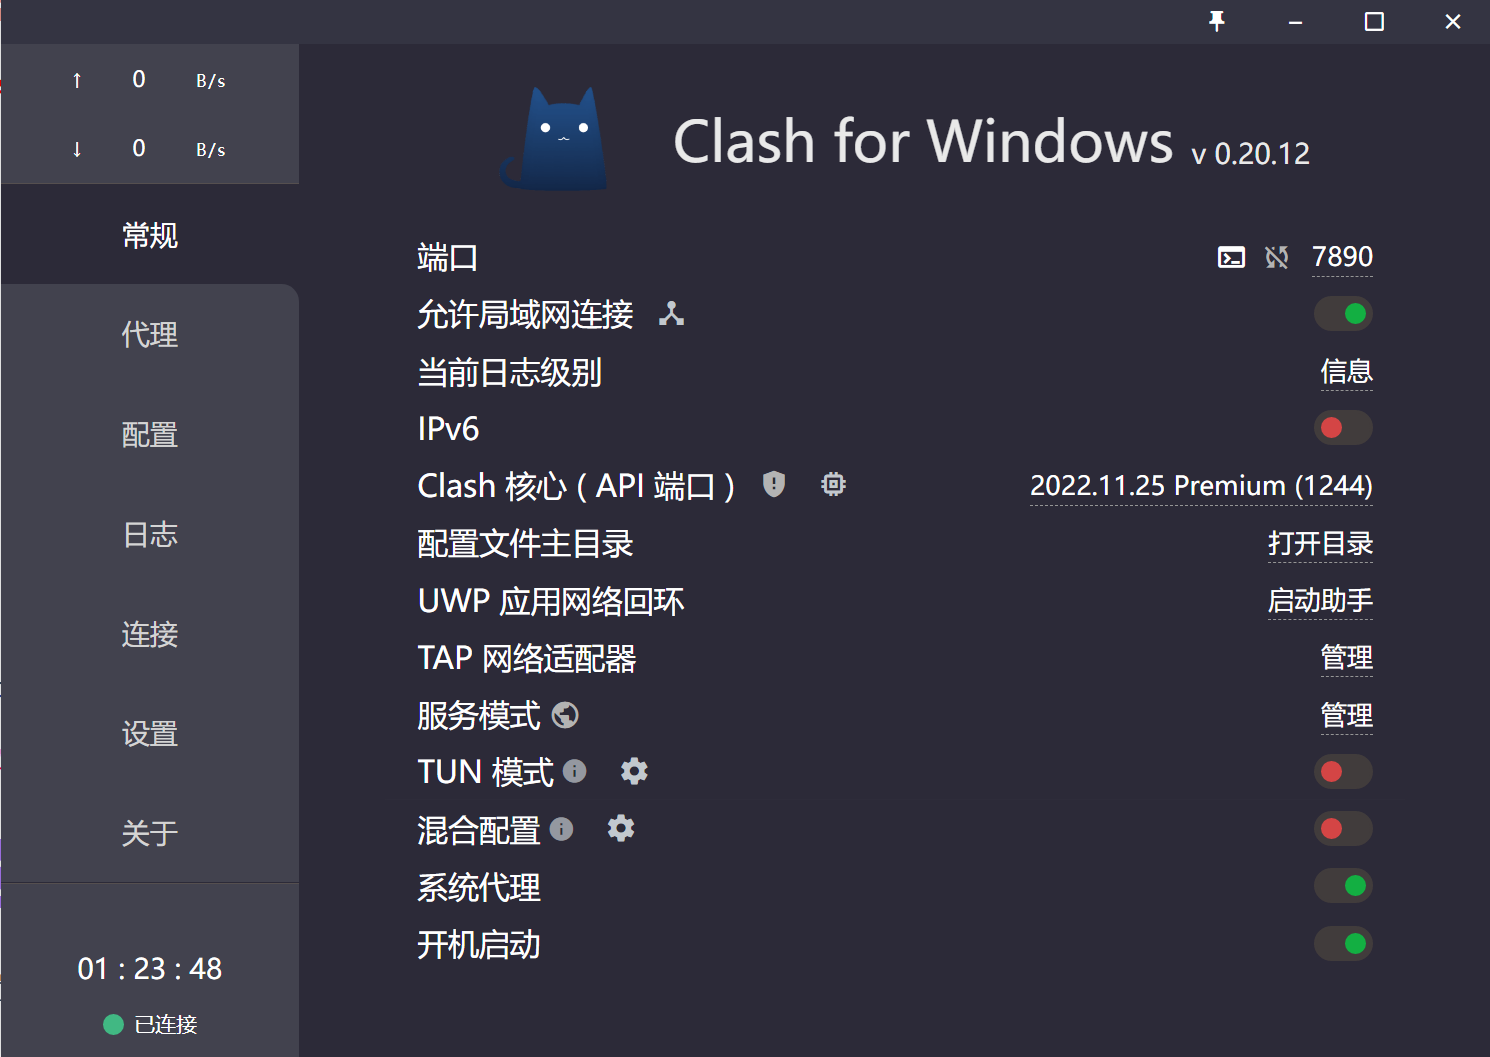 ↑ 0 B/s
↓ 0 B/s
常规
代理
配置
日志
连接
设置
关于
01 : 23 : 48
已连接
Clash for Windows v 0.20.12
端口 7890
允许局域网连接
当前日志级别 信息
IPv6
Clash 核心 ( API 端口 ) 2022.11.25 Premium (1244)
配置文件主目录 打开目录
UWP 应用网络回环 启动助手
TAP 网络适配器 管理
服务模式 管理
TUN 模式
混合配置
系统代理
开机启动